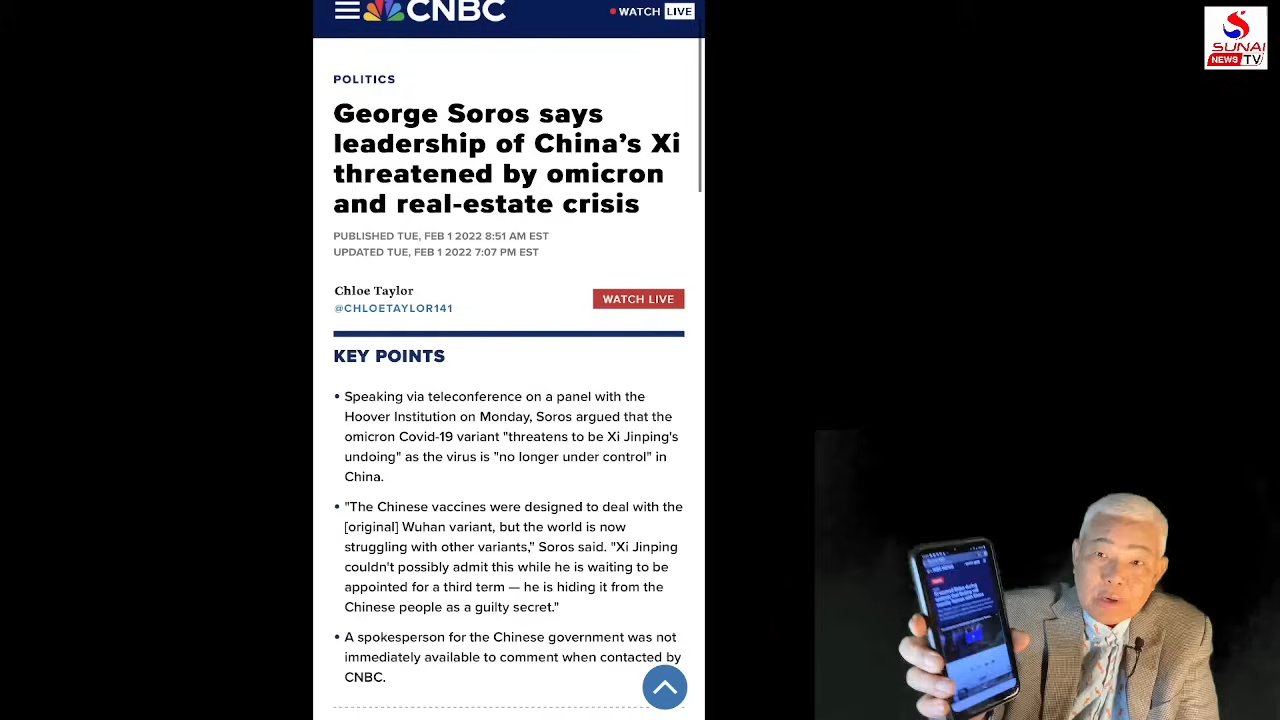 CNBC
WATCH LIVE
SUNAI
NEWS TV
POLITICS
George Soros says
leadership of China’s Xi
threatened by omicron
and real-estate crisis
PUBLISHED TUE, FEB 1 2022 8:51 AM EST
UPDATED TUE, FEB 1 2022 7:07 PM EST
Chloe Taylor
@CHLOETAYLOR141
WATCH LIVE
KEY POINTS
• Speaking via teleconference on a panel with the
Hoover Institution on Monday, Soros argued that the
omicron Covid-19 variant "threatens to be Xi Jinping's
undoing" as the virus is "no longer under control" in
China.
• "The Chinese vaccines were designed to deal with the
[original] Wuhan variant, but the world is now
struggling with other variants," Soros said. "Xi Jinping
couldn't possibly admit this while he is waiting to be
appointed for a third term — he is hiding it from the
Chinese people as a guilty secret."
• A spokesperson for the Chinese government was not
immediately available to comment when contacted by
CNBC.